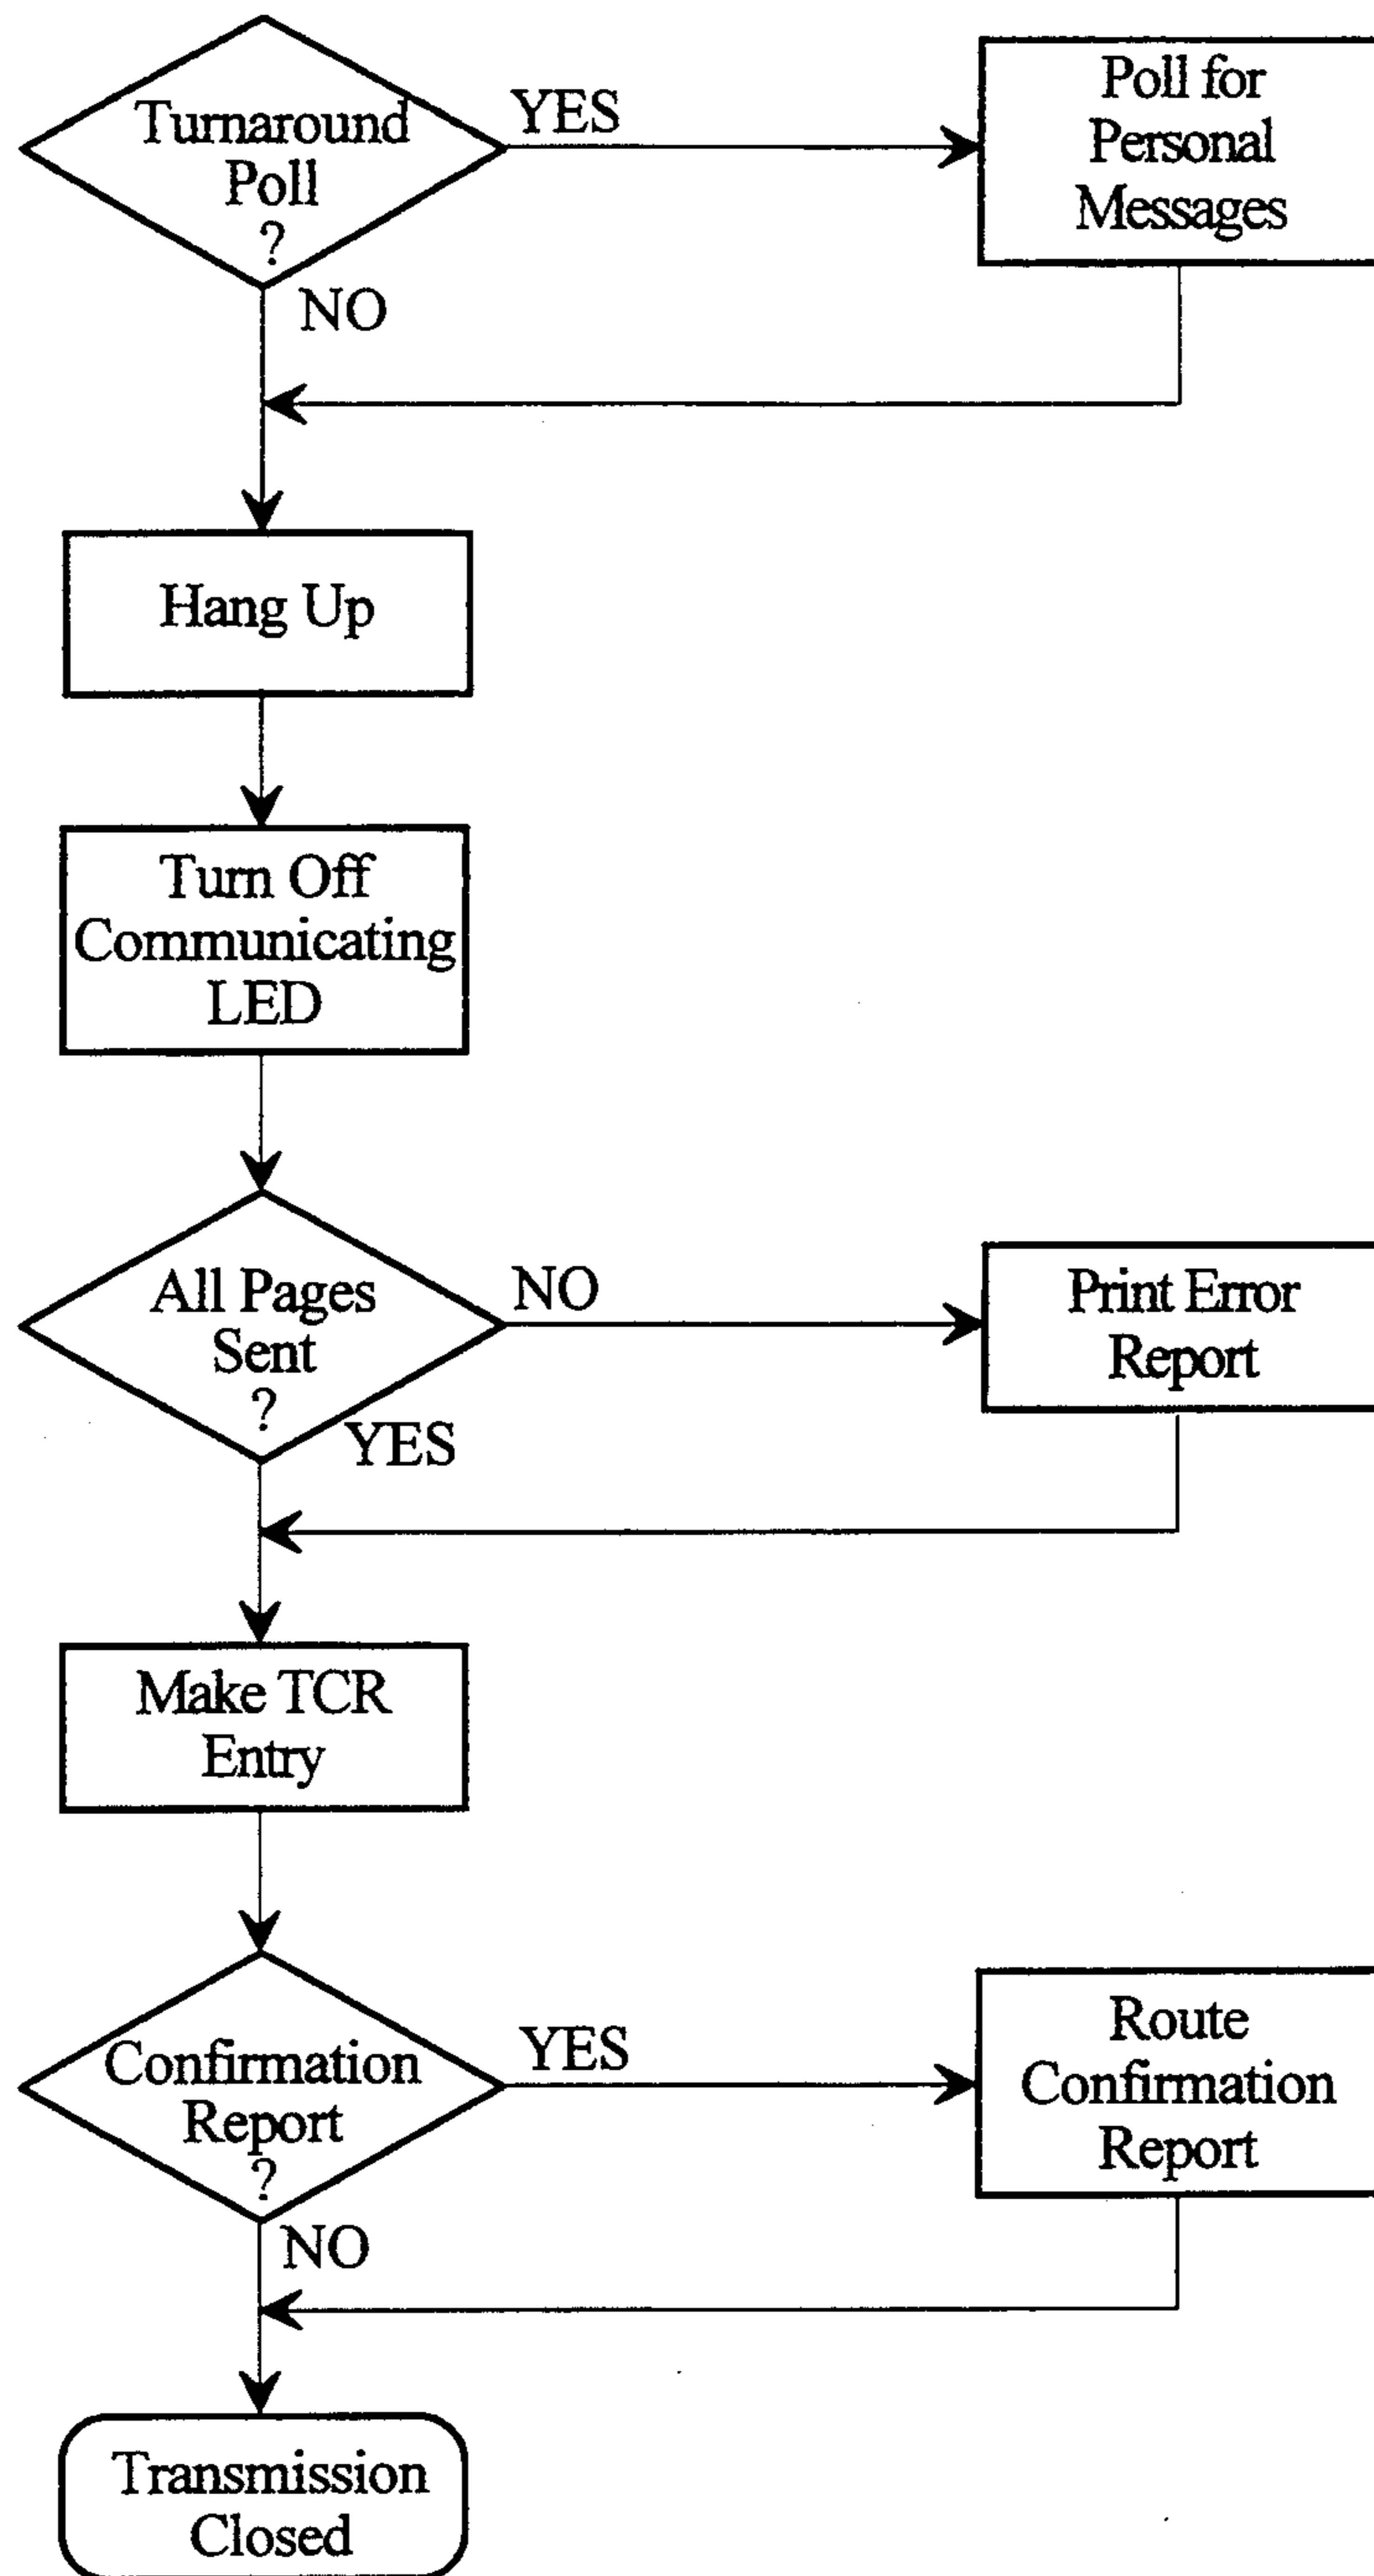 Turnaround
Poll
?
YES
NO
Poll for
Personal
Messages
Hang Up
Turn Off
Communicating
LED
All Pages
Sent
?
NO
YES
Print Error
Report
Make TCR
Entry
Confirmation
Report
?
YES
NO
Route
Confirmation
Report
Transmission
Closed